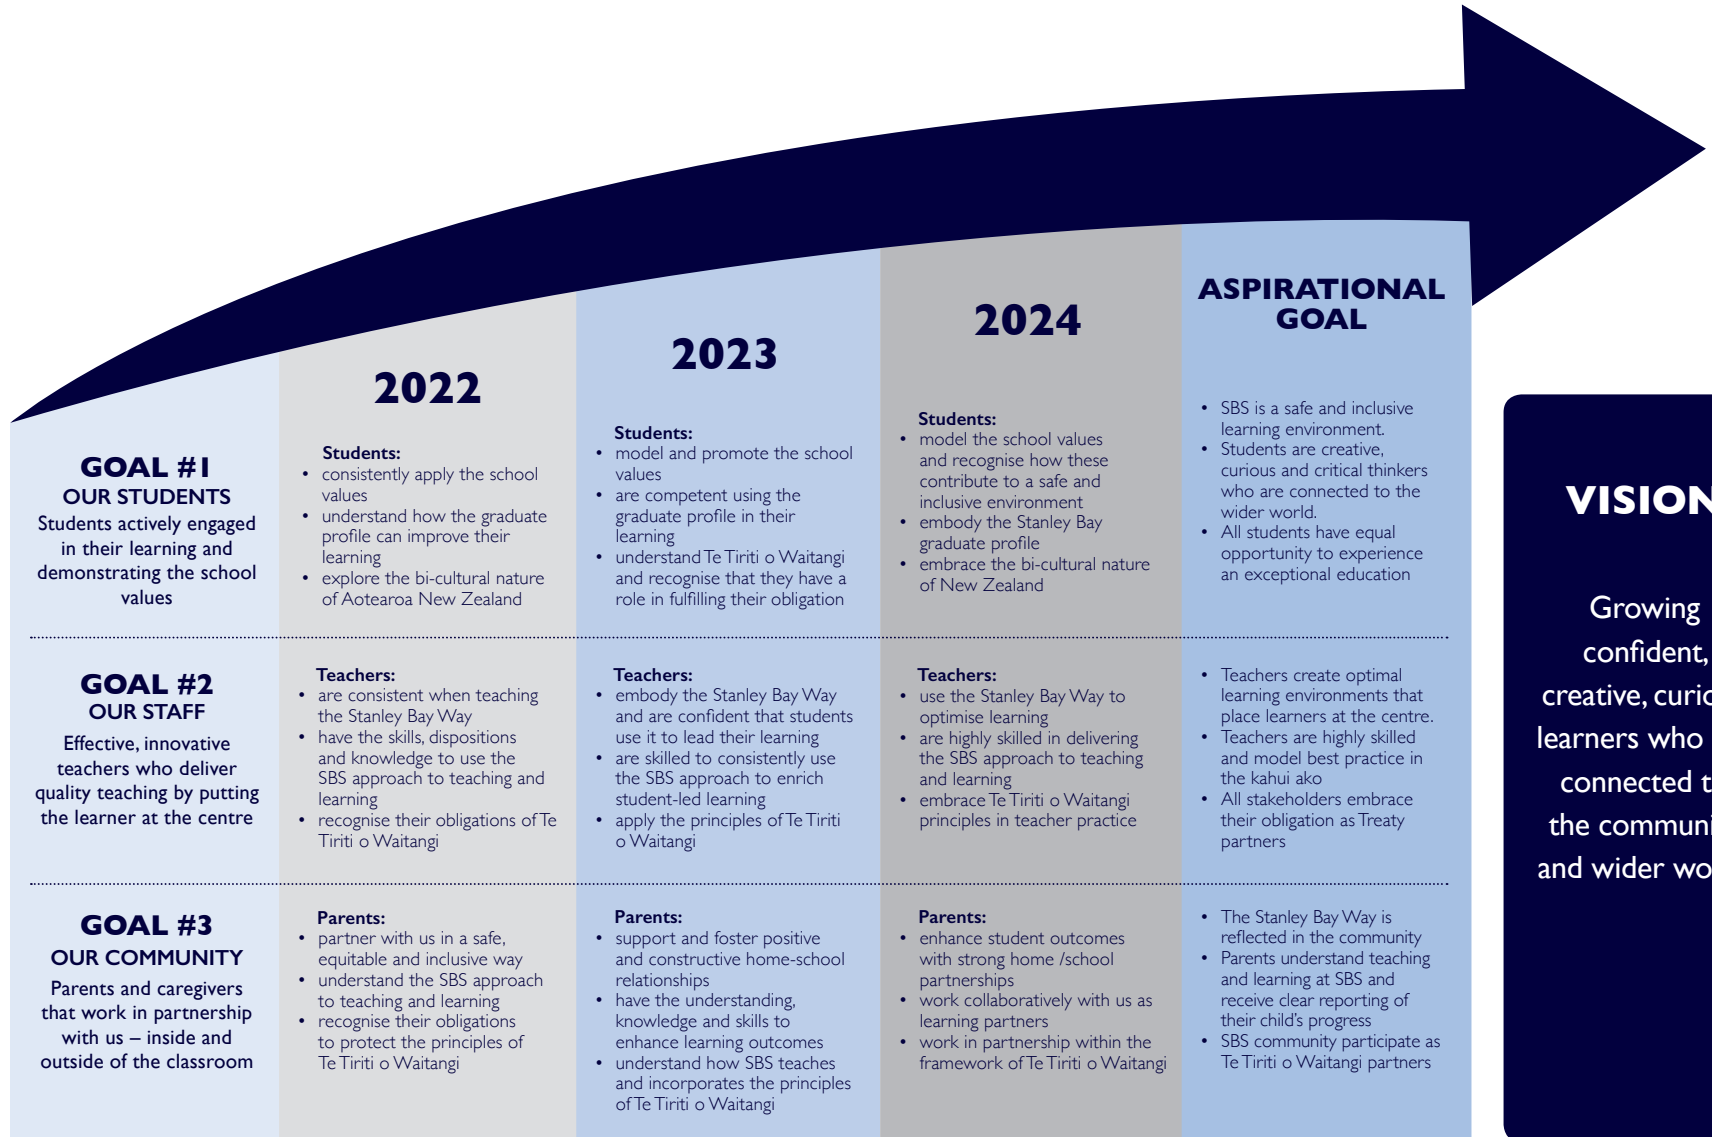 2022
2023
2024
ASPIRATIONAL
GOAL
GOAL #1
OUR STUDENTS
Students actively engaged
in their learning and
demonstrating the school
values
Students:
• consistently apply the school
values
• understand how the graduate
profile can improve their
learning
• explore the bi-cultural nature
of Aotearoa New Zealand
Students:
• model and promote the school
values
• are competent using the
graduate profile in their
learning
• understand Te Tiriti o Waitangi
and recognise that they have a
role in fulfilling their obligation
Students:
• model the school values
and recognise how these
contribute to a safe and
inclusive environment
• embody the Stanley Bay
graduate profile
• embrace the bi-cultural nature
of New Zealand
• SBS is a safe and inclusive
learning environment.
• Students are creative,
curious and critical thinkers
who are connected to the
wider world.
• All students have equal
opportunity to experience
an exceptional education
GOAL #2
OUR STAFF
Effective, innovative
teachers who deliver
quality teaching by putting
the learner at the centre
Teachers:
• are consistent when teaching
the Stanley Bay Way
• have the skills, dispositions
and knowledge to use the
SBS approach to teaching and
learning
• recognise their obligations of Te
Tiriti o Waitangi
Teachers:
• embody the Stanley Bay Way
and are confident that students
use it to lead their learning
• are skilled to consistently use
the SBS approach to enrich
student-led learning
• apply the principles of Te Tiriti
o Waitangi
Teachers:
• use the Stanley Bay Way to
optimise learning
• are highly skilled in delivering
the SBS approach to teaching
and learning
• embrace Te Tiriti o Waitangi
principles in teacher practice
• Teachers create optimal
learning environments that
place learners at the centre.
• Teachers are highly skilled
and model best practice in
the kahui ako
• All stakeholders embrace
their obligation as Treaty
partners
GOAL #3
OUR COMMUNITY
Parents and caregivers
that work in partnership
with us – inside and
outside of the classroom
Parents:
• partner with us in a safe,
equitable and inclusive way
• understand the SBS approach
to teaching and learning
• recognise their obligations
to protect the principles of
Te Tiriti o Waitangi
Parents:
• support and foster positive
and constructive home-school
relationships
• have the understanding,
knowledge and skills to
enhance learning outcomes
• understand how SBS teaches
and incorporates the principles
of Te Tiriti o Waitangi
Parents:
• enhance student outcomes
with strong home /school
partnerships
• work collaboratively with us as
learning partners
• work in partnership within the
framework of Te Tiriti o Waitangi
• The Stanley Bay Way is
reflected in the community
• Parents understand teaching
and learning at SBS and
receive clear reporting of
their child's progress
• SBS community participate as
Te Tiriti o Waitangi partners
VISION
Growing
confident,
creative,
learners who
connected
the
and wider